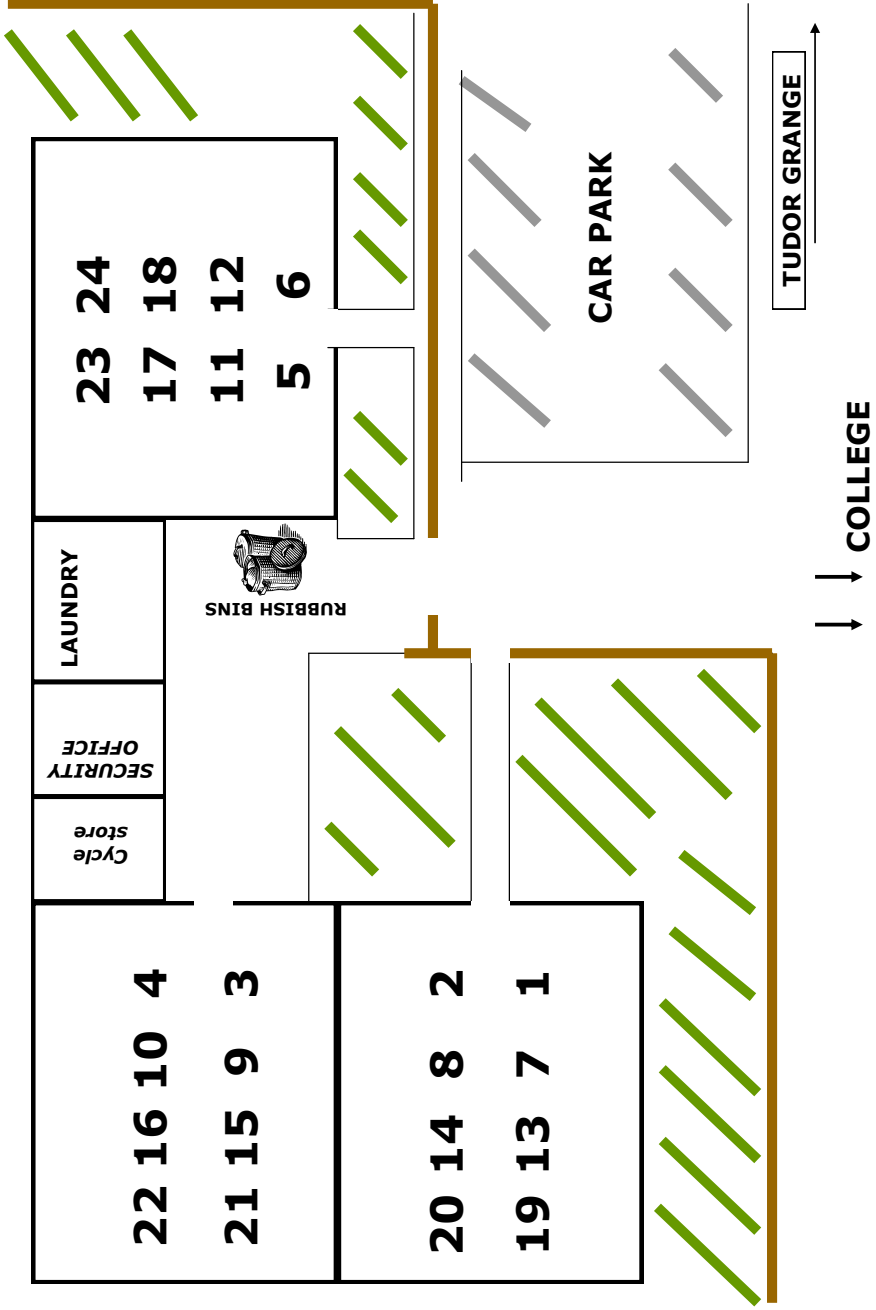 23 24
17 18
11 12
5 6
CAR PARK
TUDOR GRANGE
COLLEGE
LAUNDRY
RUBBISH BINS
SECURITY
OFFICE
Cycle
store
4
10
16
22
3
9
15
21
2
8
14
20
1
7
13
19